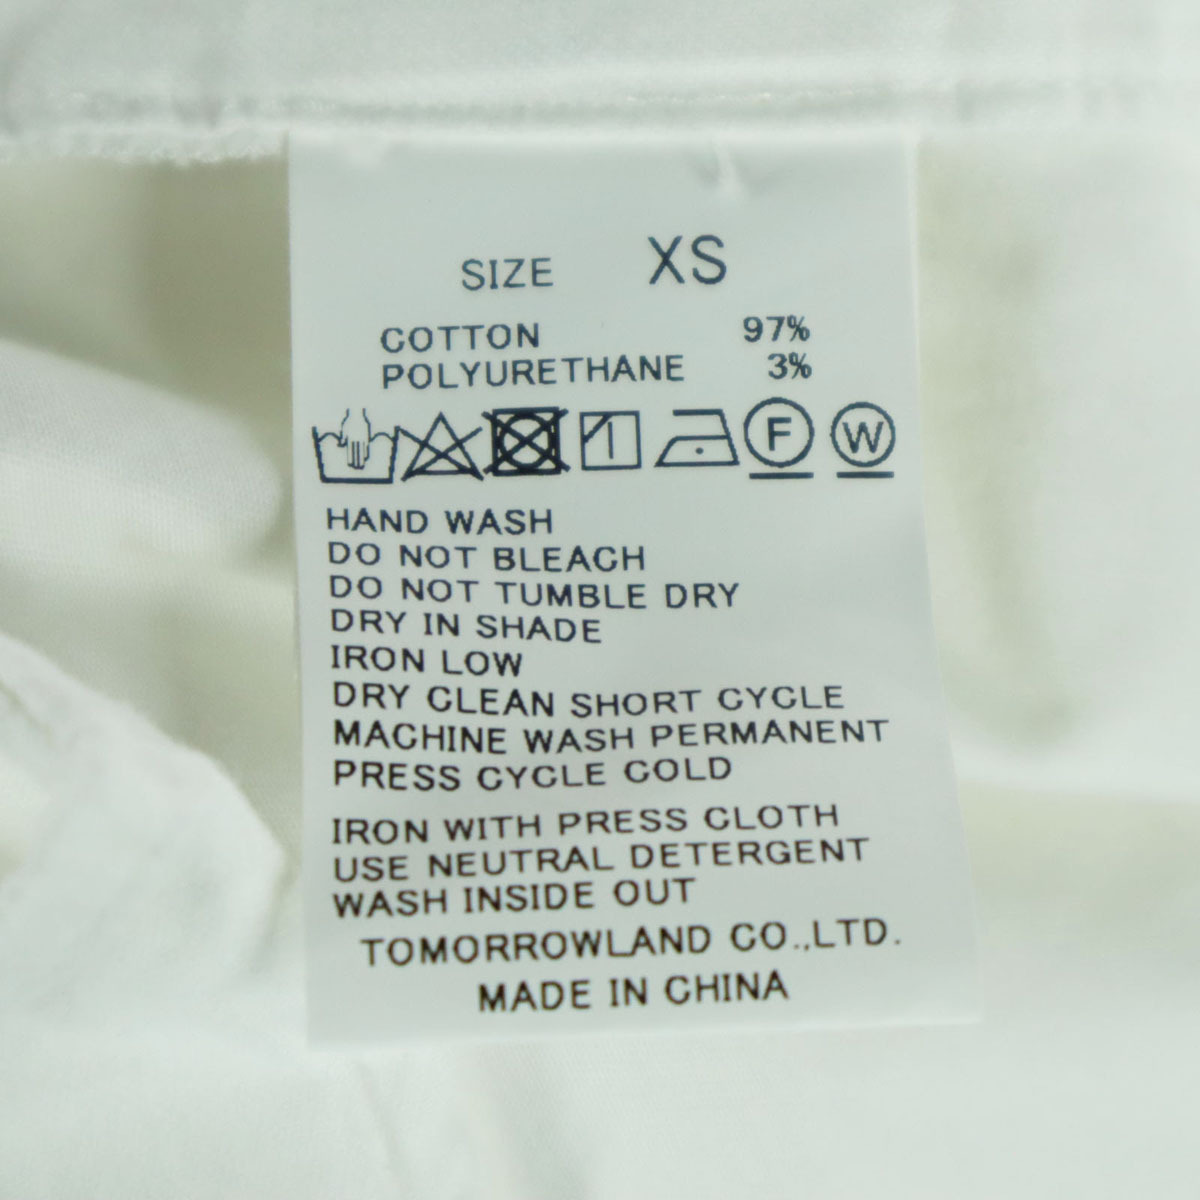 SIZE XS
COTTON 97%
POLYURETHANE 3%
F W
HAND WASH
DO NOT BLEACH
DO NOT TUMBLE DRY
DRY IN SHADE
IRON LOW
DRY CLEAN SHORT CYCLE
MACHINE WASH PERMANENT
PRESS CYCLE COLD
IRON WITH PRESS CLOTH
USE NEUTRAL DETERGENT
WASH INSIDE OUT
TOMORROWLAND CO.,LTD.
MADE IN CHINA